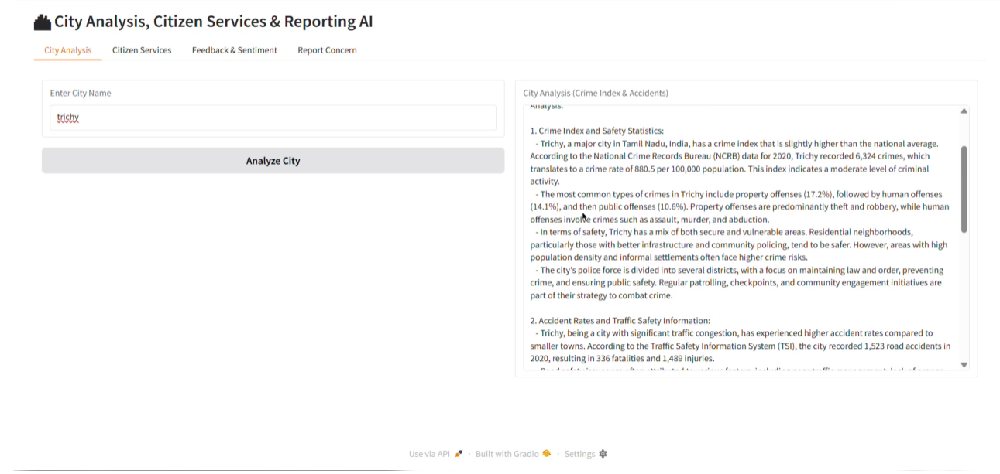 City Analysis, Citizen Services & Reporting AI
City Analysis
Citizen Services
Feedback & Sentiment
Report Concern
Enter City Name
trichy
Analyze City
City Analysis (Crime Index & Accidents)
Analysis.
1. Crime Index and Safety Statistics:
- Trichy, a major city in Tamil Nadu, India, has a crime index that is slightly higher than the national average.
According to the National Crime Records Bureau (NCRB) data for 2020, Trichy recorded 6,324 crimes, which
translates to a crime rate of 880.5 per 100,000 population. This index indicates a moderate level of criminal
activity.
- The most common types of crimes in Trichy include property offenses (17.2%), followed by human offenses
(14.1%), and then public offenses (10.6%). Property offenses are predominantly theft and robbery, while human
offenses involve crimes such as assault, murder, and abduction.
- In terms of safety, Trichy has a mix of both secure and vulnerable areas. Residential neighborhoods,
particularly those with better infrastructure and community policing, tend to be safer. However, areas with high
population density and informal settlements often face higher crime risks.
- The city's police force is divided into several districts, with a focus on maintaining law and order, preventing
crime, and ensuring public safety. Regular patrolling, checkpoints, and community engagement initiatives are
part of their strategy to combat crime.
2. Accident Rates and Traffic Safety Information:
- Trichy, being a city with significant traffic congestion, has experienced higher accident rates compared to
smaller towns. According to the Traffic Safety Information System (TSI), the city recorded 1,523 road accidents in
2020, resulting in 336 fatalities and 1,489 injuries.
Use via API · Built with Gradio · Settings